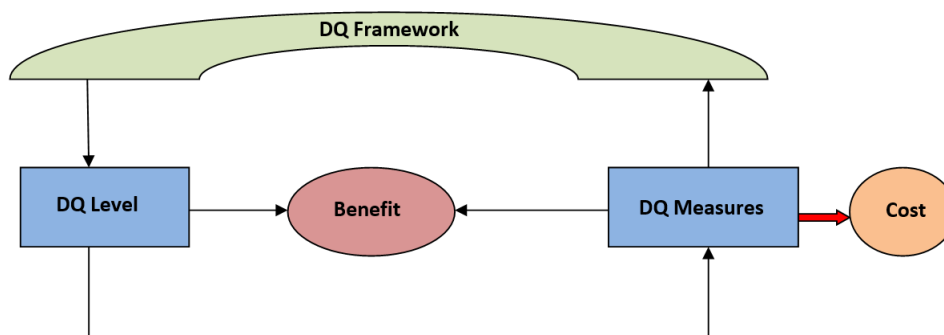 DQ Framework
DQ Level
Benefit
DQ Measures
Cost